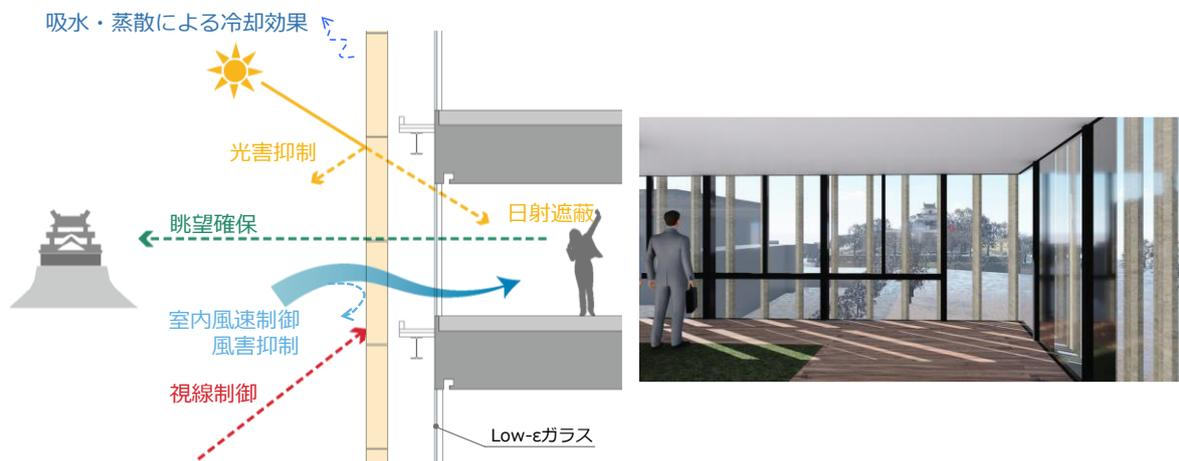 吸水・蒸散による冷却効果
光害抑制
日射遮蔽
眺望確保
室内風速制御
風害抑制
視線制御
Low-εガラス